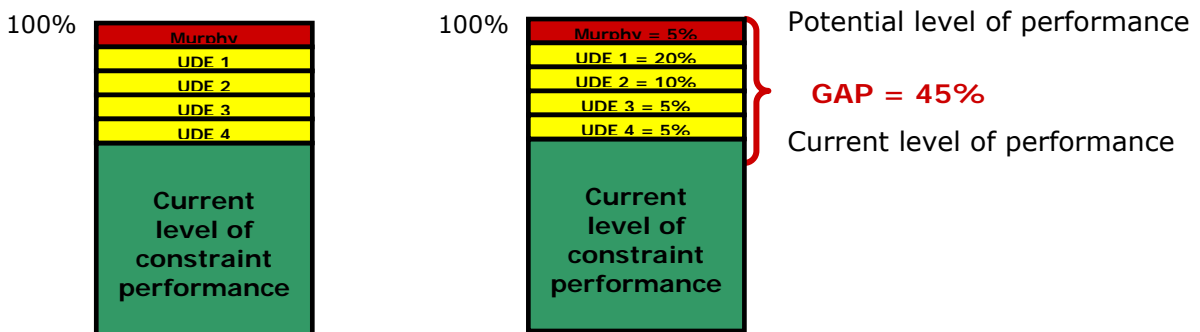 100%
Murphy
UDE 1
UDE 2
UDE 3
UDE 4
Current
level of
constraint
performance
100%
Murphy = 5%
UDE 1 = 20%
UDE 2 = 10%
UDE 3 = 5%
UDE 4 = 5%
Current
level of
constraint
performance
Potential level of performance
GAP = 45%
Current level of performance